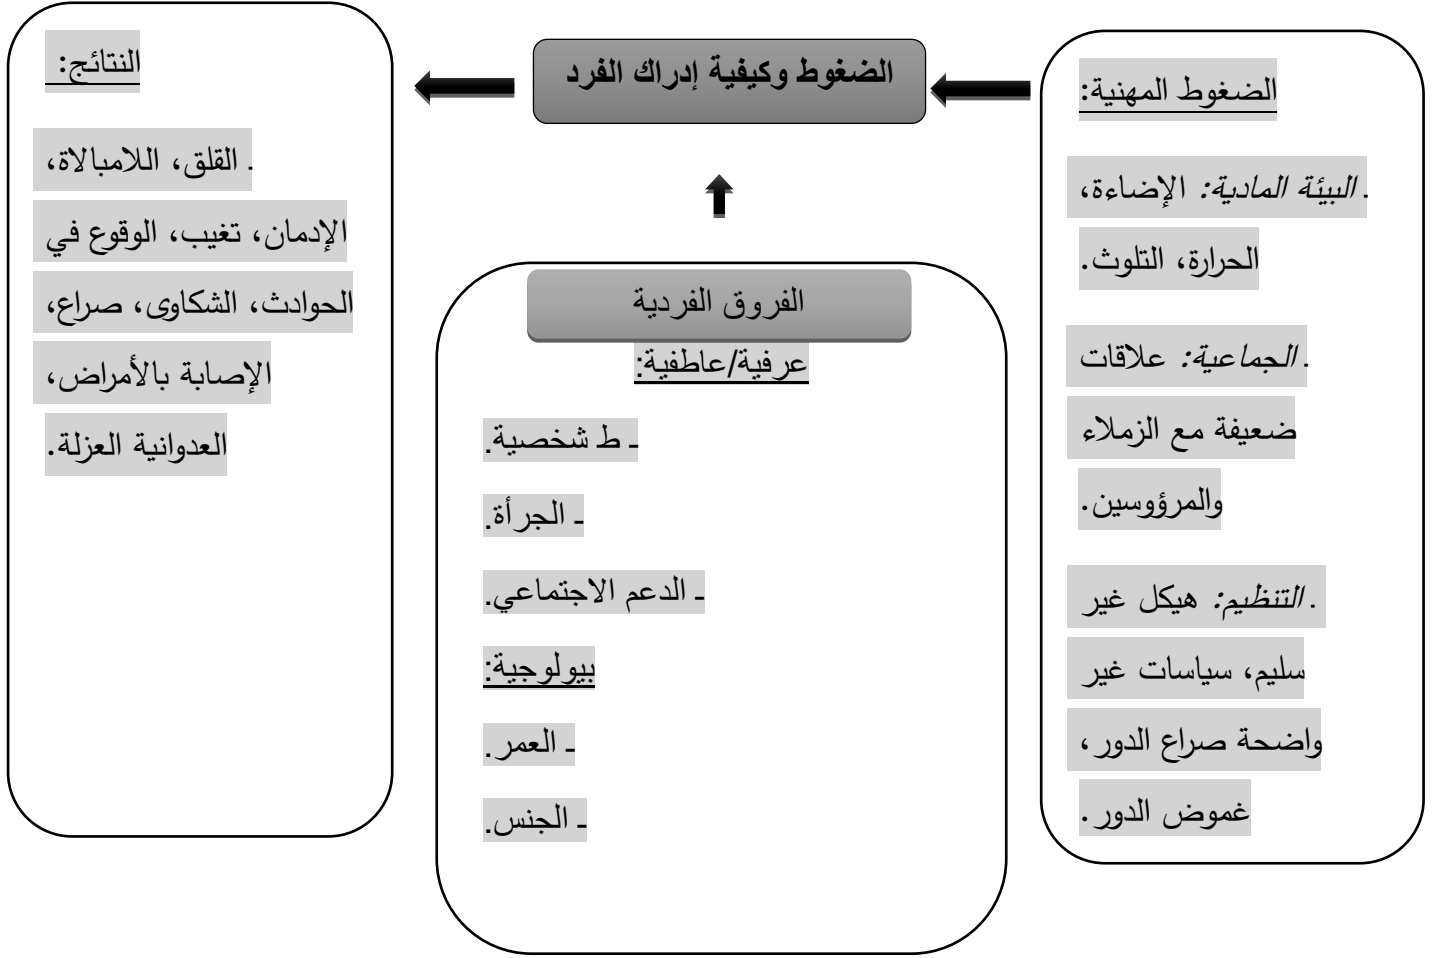 الضغوط المهنية:
. البيئة المادية: الإضاءة،
الحرارة، التلوث.
. الجماعية: علاقات
ضعيفة مع الزملاء
والمرؤوسين.
. التنظيم: هيكل غير
سليم، سياسات غير
واضحة صراع الدور،
غموض الدور.
الضغوط وكيفية إدراك الفرد
الفروق الفردية
عرفية/عاطفية:
ـ ط شخصية.
ـ الجرأة.
ـ الدعم الاجتماعي.
بيولوجية:
ـ العمر.
ـ الجنس.
النتائج:
. القلق، اللامبالاة،
الإدمان، تغيب، الوقوع في
الحوادث، الشكاوى، صراع،
الإصابة بالأمراض،
العدوانية العزلة.